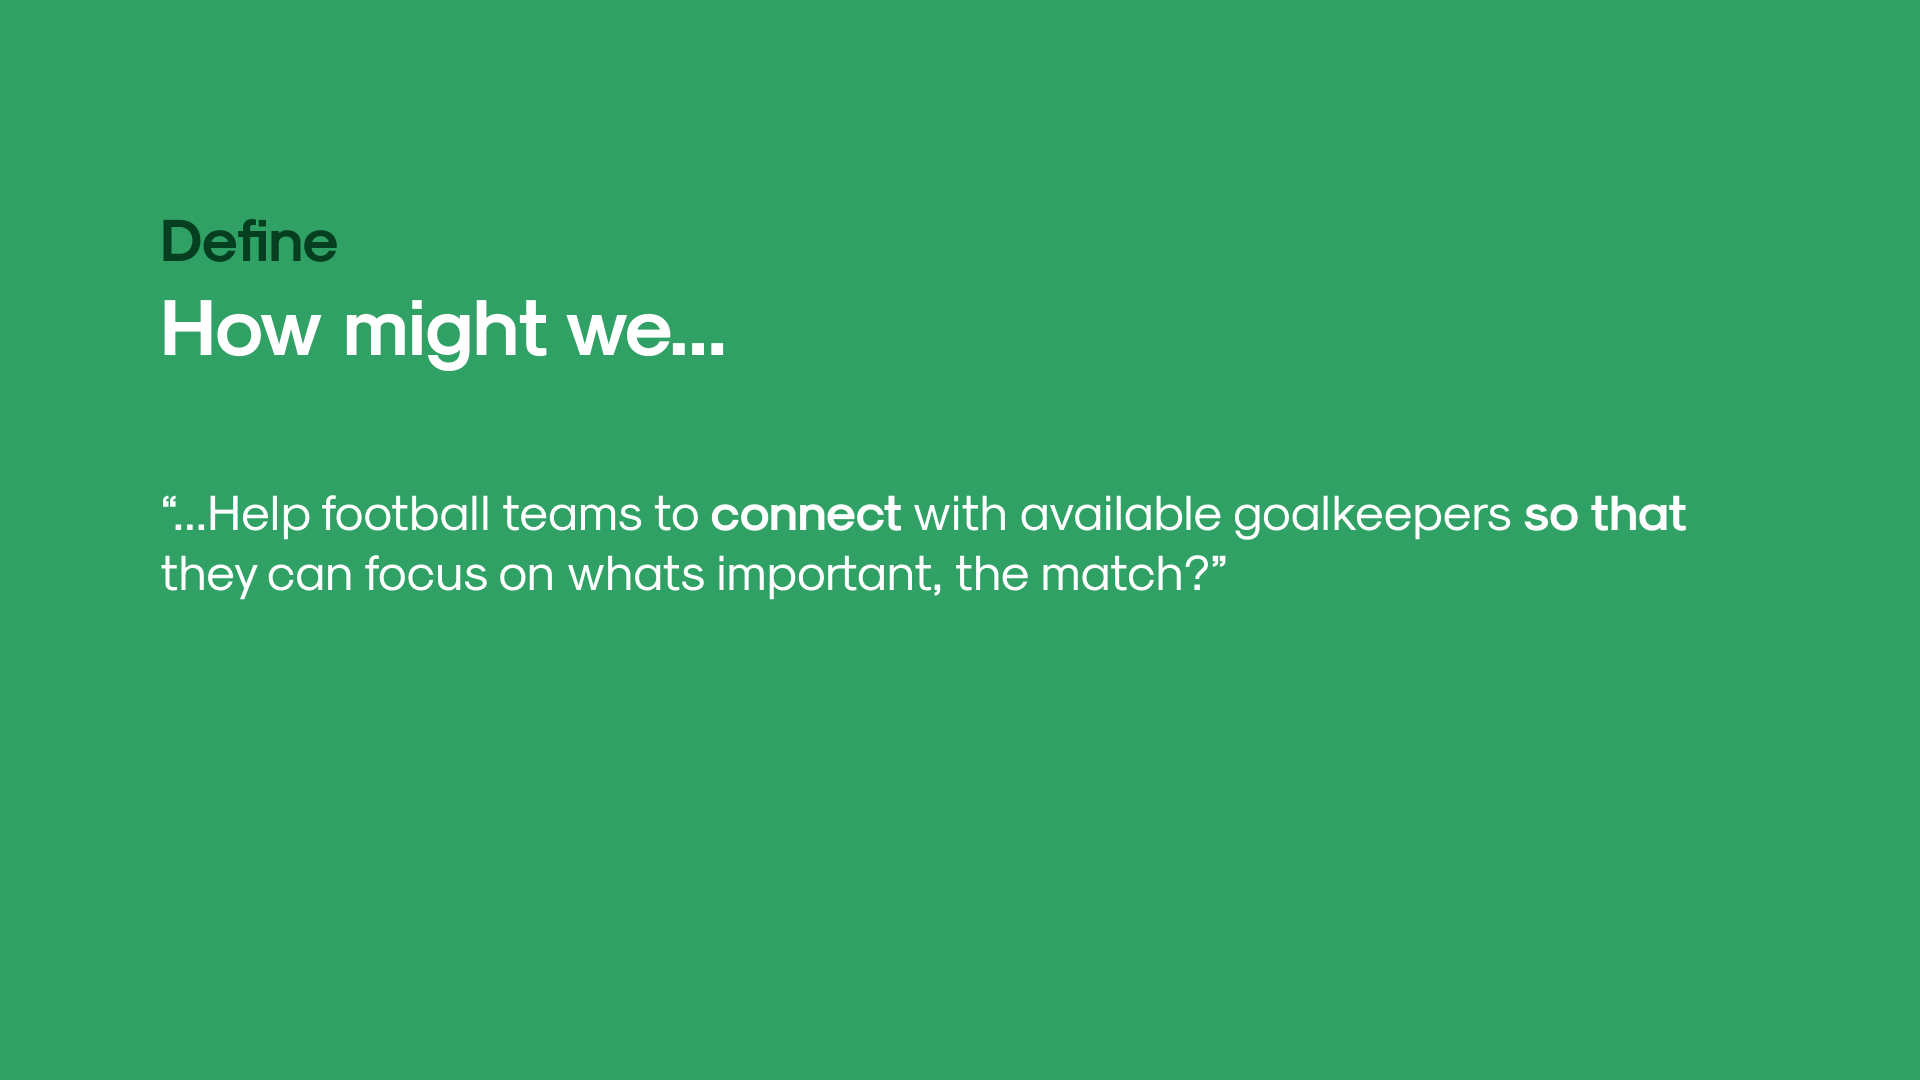 Define
How might we...
“...Help football teams to connect with available goalkeepers so that
they can focus on whats important, the match?”